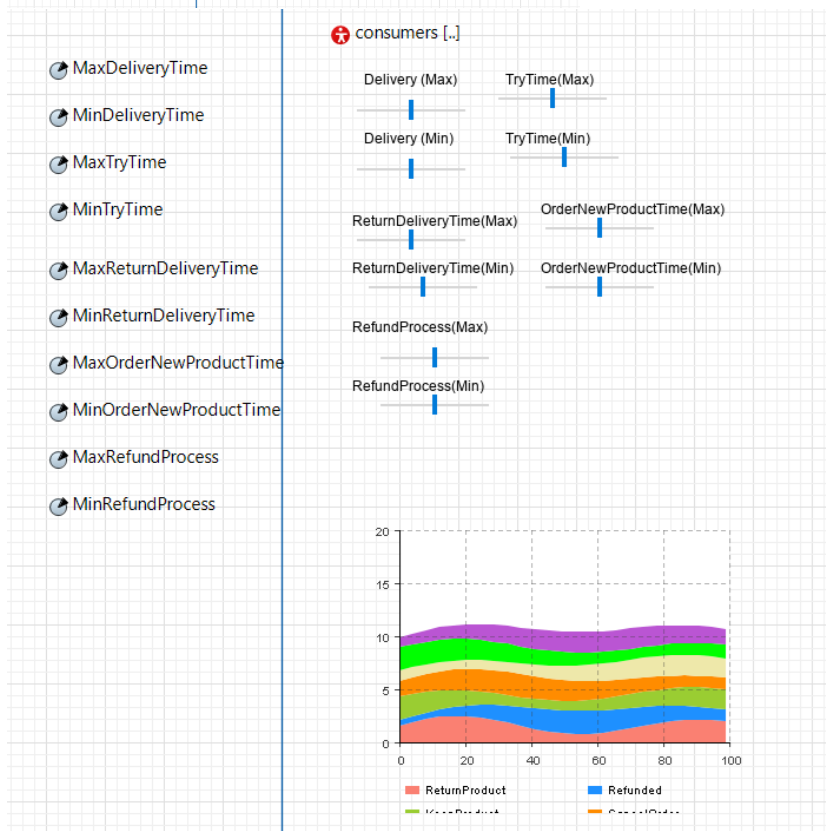 consumers [..]
MaxDeliveryTime
MinDeliveryTime
MaxTryTime
MinTryTime
MaxReturnDeliveryTime
MinReturnDeliveryTime
MaxOrderNewProductTime
MinOrderNewProductTime
MaxRefundProcess
MinRefundProcess
Delivery (Max)
TryTime(Max)
Delivery (Min)
TryTime(Min)
ReturnDeliveryTime(Max)
OrderNewProductTime(Max)
ReturnDeliveryTime(Min)
OrderNewProductTime(Min)
RefundProcess(Max)
RefundProcess(Min)
20
15
10
5
0
0 20 40 60 80 100
ReturnProduct
Refunded